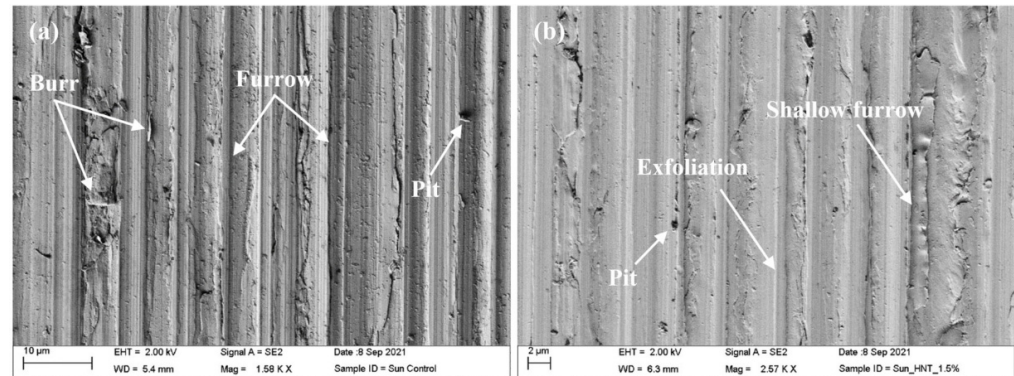 (a)
Burr
Furrow
Pit
10 μm
EHT = 2.00 kV
Signal A = SE2
Date :8 Sep 2021
WD = 5.4 mm
Mag = 1.58 K X
Sample ID = Sun Control
(b)
Shallow furrow
Exfoliation
Pit
2 μm
EHT = 2.00 kV
Signal A = SE2
Date :8 Sep 2021
WD = 6.3 mm
Mag = 2.57 K X
Sample ID = Sun_HNT_1.5%